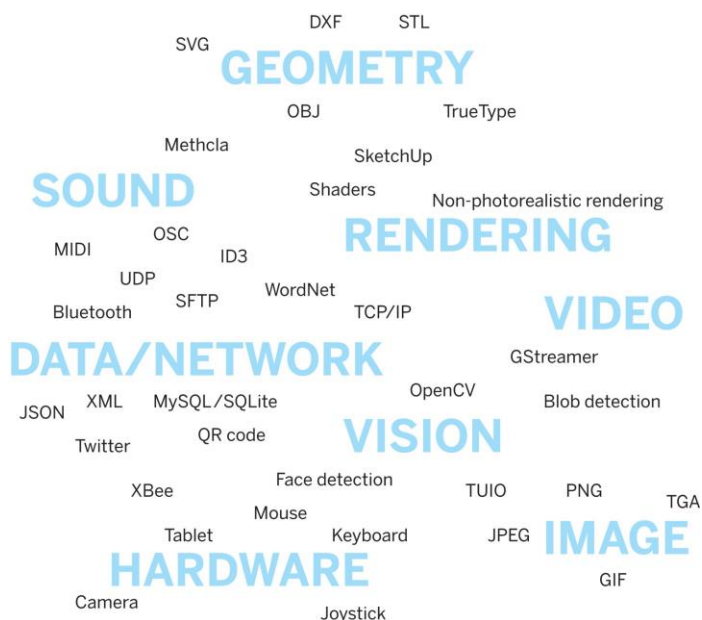 DXF
STL
SVG
GEOMETRY
OBJ
TrueType
Methcla
SketchUp
SOUND
Shaders
Non-photorealistic rendering
RENDERING
OSC
MIDI
ID3
UDP
WordNet
SFTP
Bluetooth
TCP/IP
VIDEO
DATA/NETWORK
GStreamer
OpenCV
XML
MySQL/SQLite
Blob detection
JSON
QR code
VISION
Twitter
Face detection
XBee
TUIO
PNG
TGA
Mouse
Tablet
Keyboard
JPEG
IMAGE
HARDWARE
GIF
Camera
Joystick